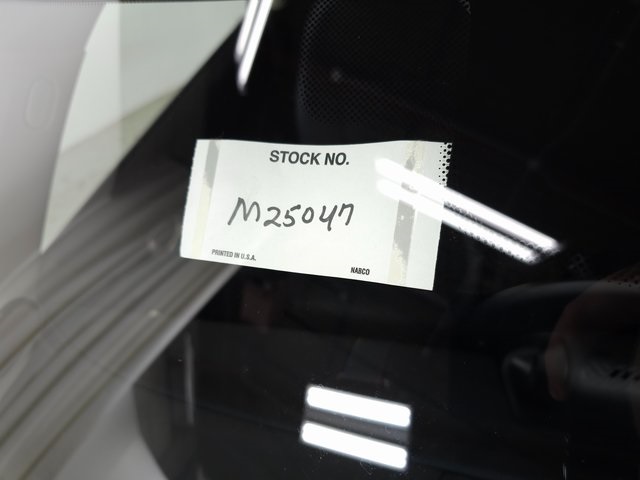 STOCK NO.
M25047
PRINTED IN U.S.A.
NABCO